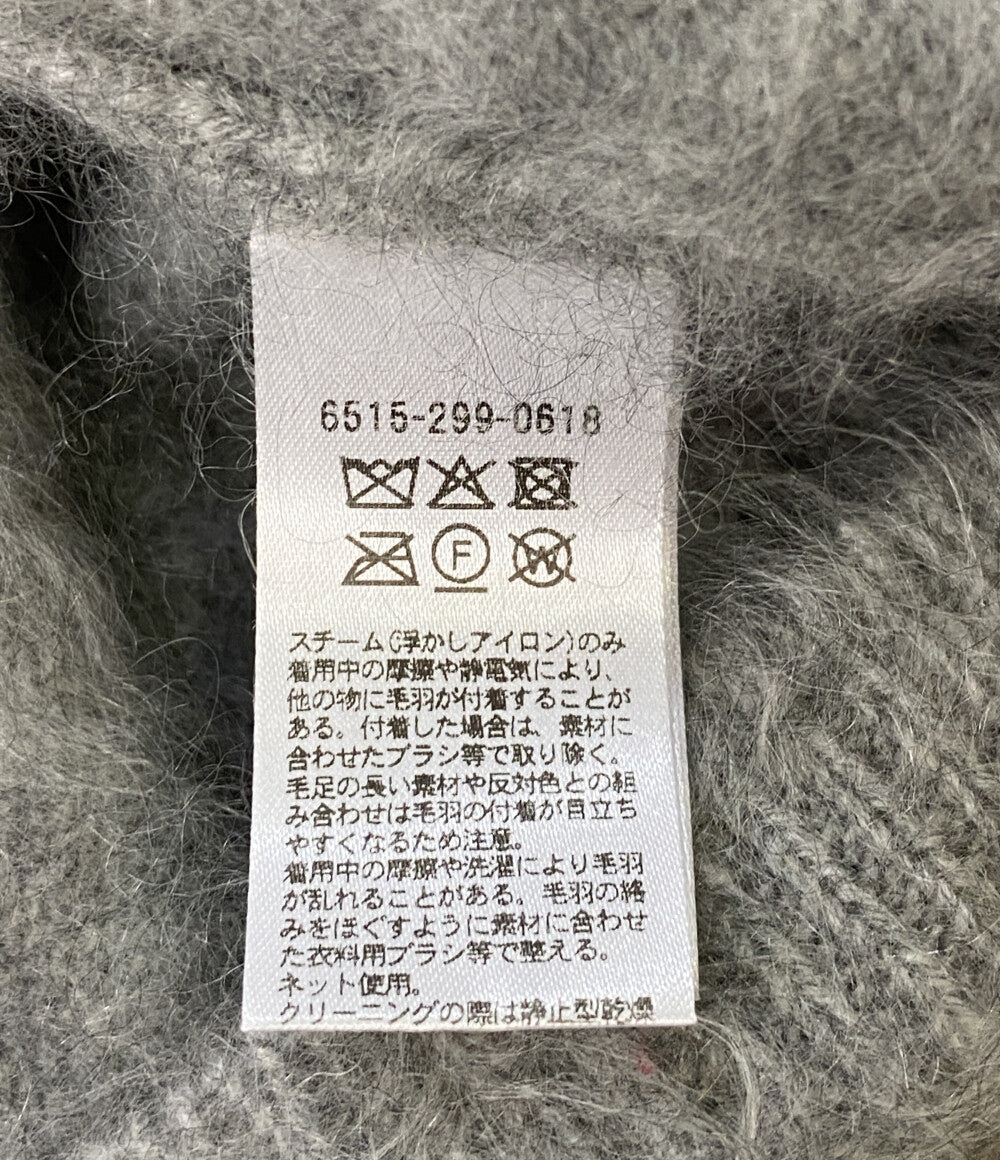 6515-299-0618
F
W
スチーム(浮かしアイロン)のみ
着用中の摩擦や静電気により、
他の物に毛羽が付着することが
ある。付着した場合は、素材に
合わせたブラシ等で取り除く。
毛足の長い素材や反対色との組
み合わせは毛羽の付着が目立ち
やすくなるため注意。
着用中の摩擦や洗濯により毛羽
が乱れることがある。毛羽の絡
みをほぐすように素材に合わせ
た衣料用ブラシ等で整える。
ネット使用。
クリーニングの際は静止型乾燥